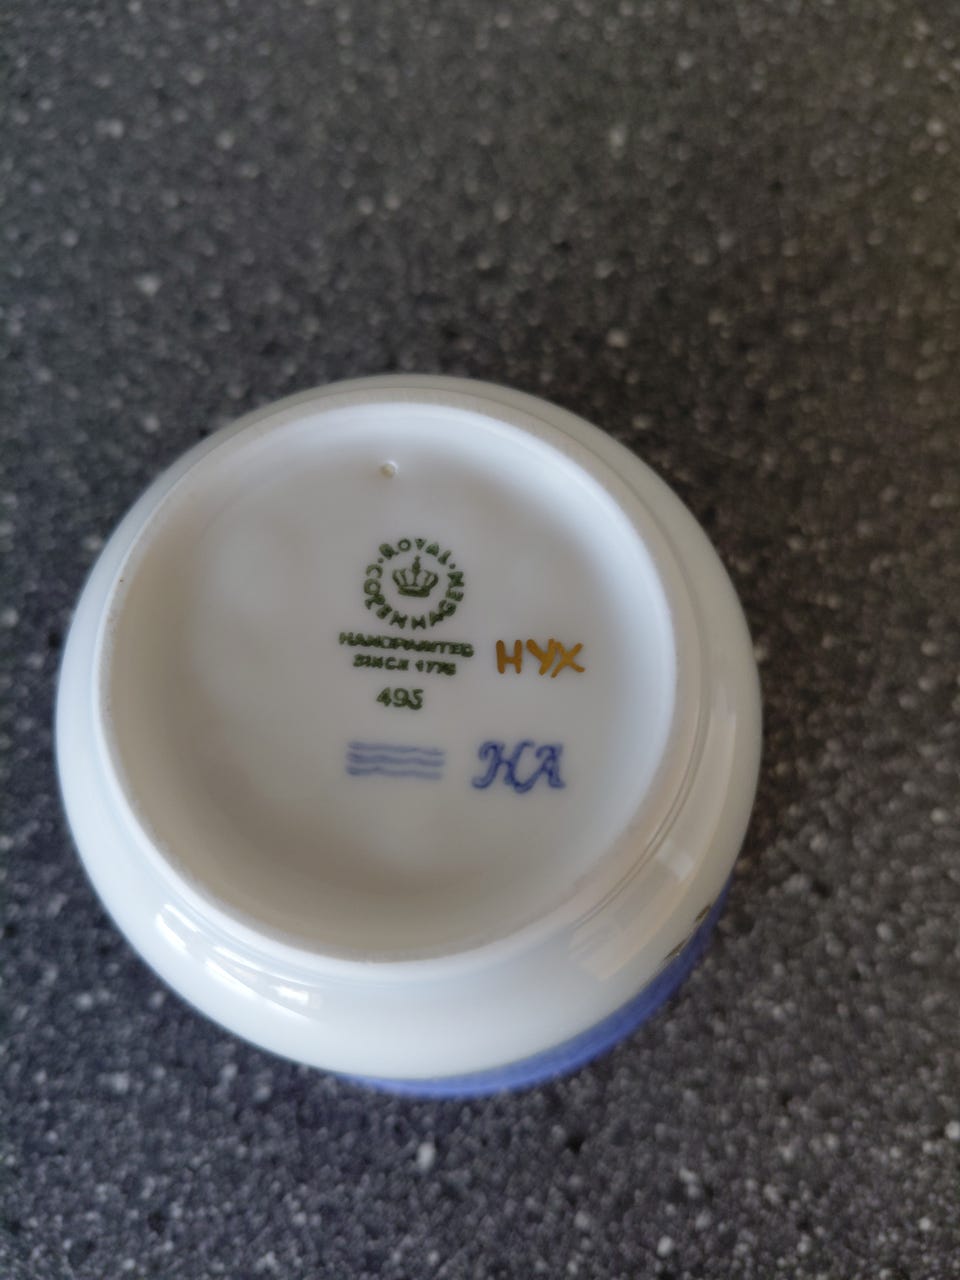 ROYAL
COPENHAGEN
HANDPAINTED
SINCE 1775
HYX
495
HA